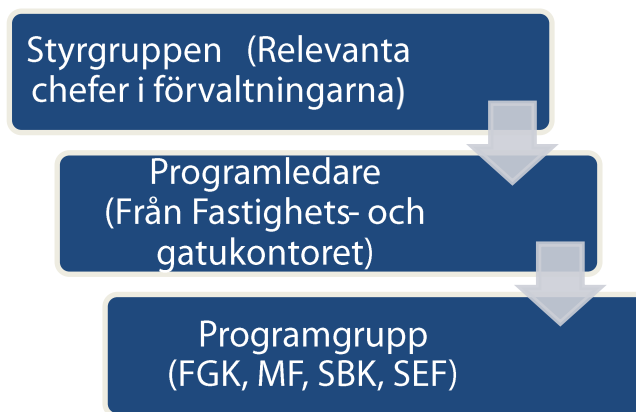 Styrgruppen (Relevanta
chefer i förvaltningarna)
Programledare
(Från Fastighets- och
gatukontoret)
Programgrupp
(FGK, MF, SBK, SEF)